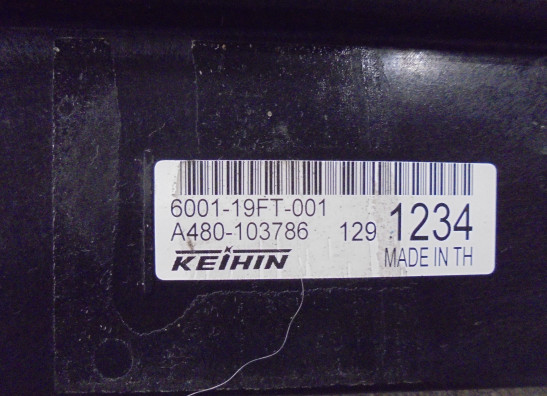 6001-19FT-001
A480-103786 129 1234
KEIHIN MADE IN TH